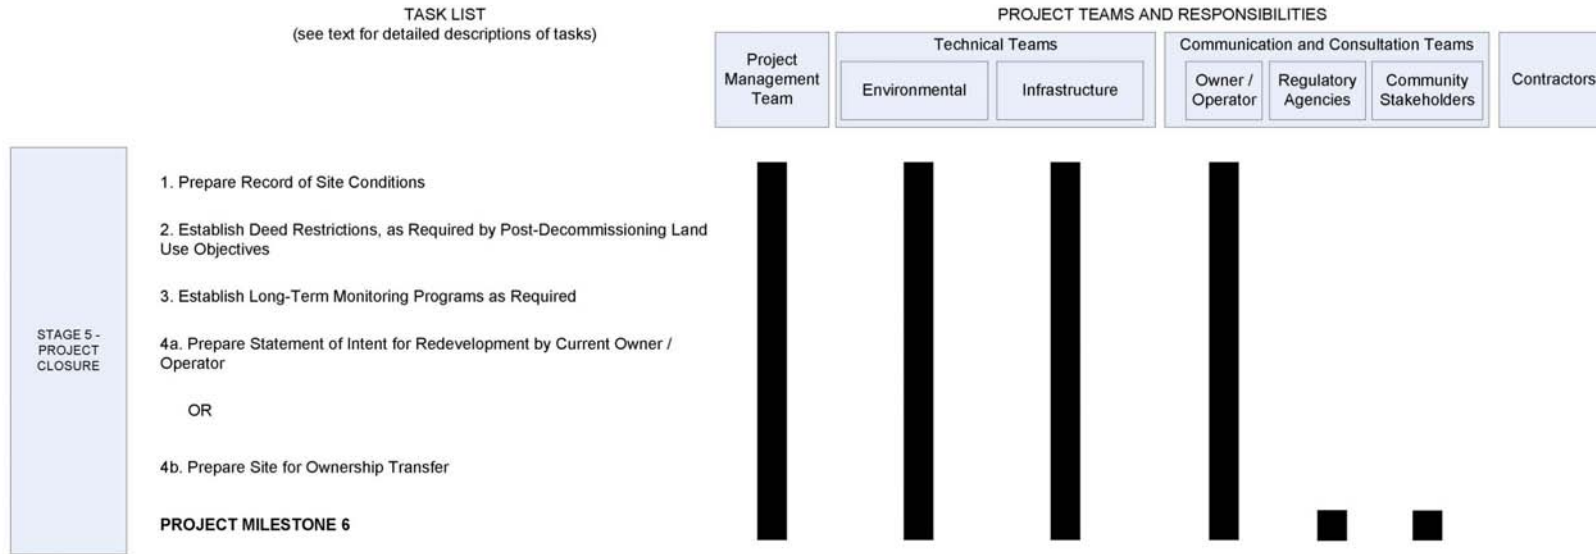 TASK LIST
(see text for detailed descriptions of tasks)
PROJECT TEAMS AND RESPONSIBILITIES
Project
Management
Team
Technical Teams
Environmental
Infrastructure
Communication and Consultation Teams
Owner /
Operator
Regulatory
Agencies
Community
Stakeholders
Contractors
STAGE 5 -
PROJECT
CLOSURE
1. Prepare Record of Site Conditions
2. Establish Deed Restrictions, as Required by Post-Decommissioning Land
Use Objectives
3. Establish Long-Term Monitoring Programs as Required
4a. Prepare Statement of Intent for Redevelopment by Current Owner /
Operator
OR
4b. Prepare Site for Ownership Transfer
PROJECT MILESTONE 6